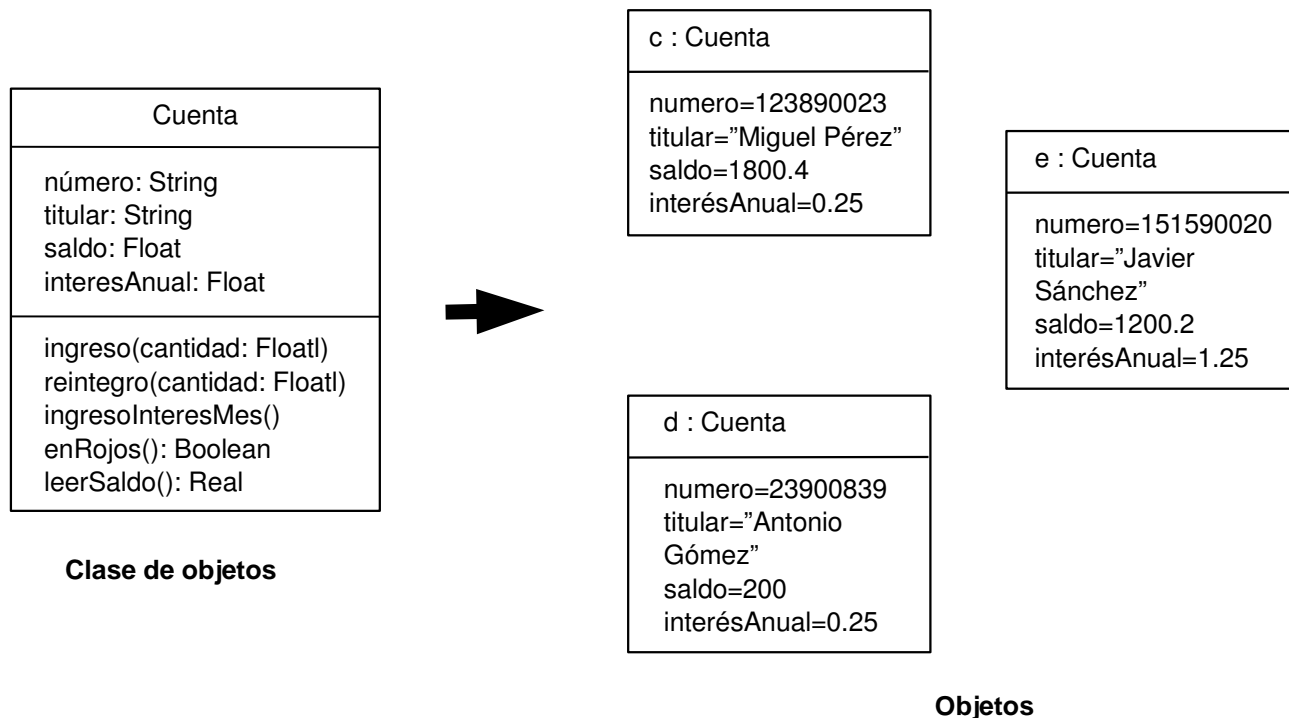 Cuenta
número: String
titular: String
saldo: Float
interesAnual: Float
ingreso(cantidad: Floatl)
reintegro(cantidad: Floatl)
ingresoInteresMes()
enRojos(): Boolean
leerSaldo(): Real
Clase de objetos
c : Cuenta
numero=123890023
titular=”Miguel Pérez”
saldo=1800.4
interésAnual=0.25
e : Cuenta
numero=151590020
titular=”Javier
Sánchez”
saldo=1200.2
interésAnual=1.25
d : Cuenta
numero=23900839
titular=”Antonio
Gómez”
saldo=200
interésAnual=0.25
Objetos